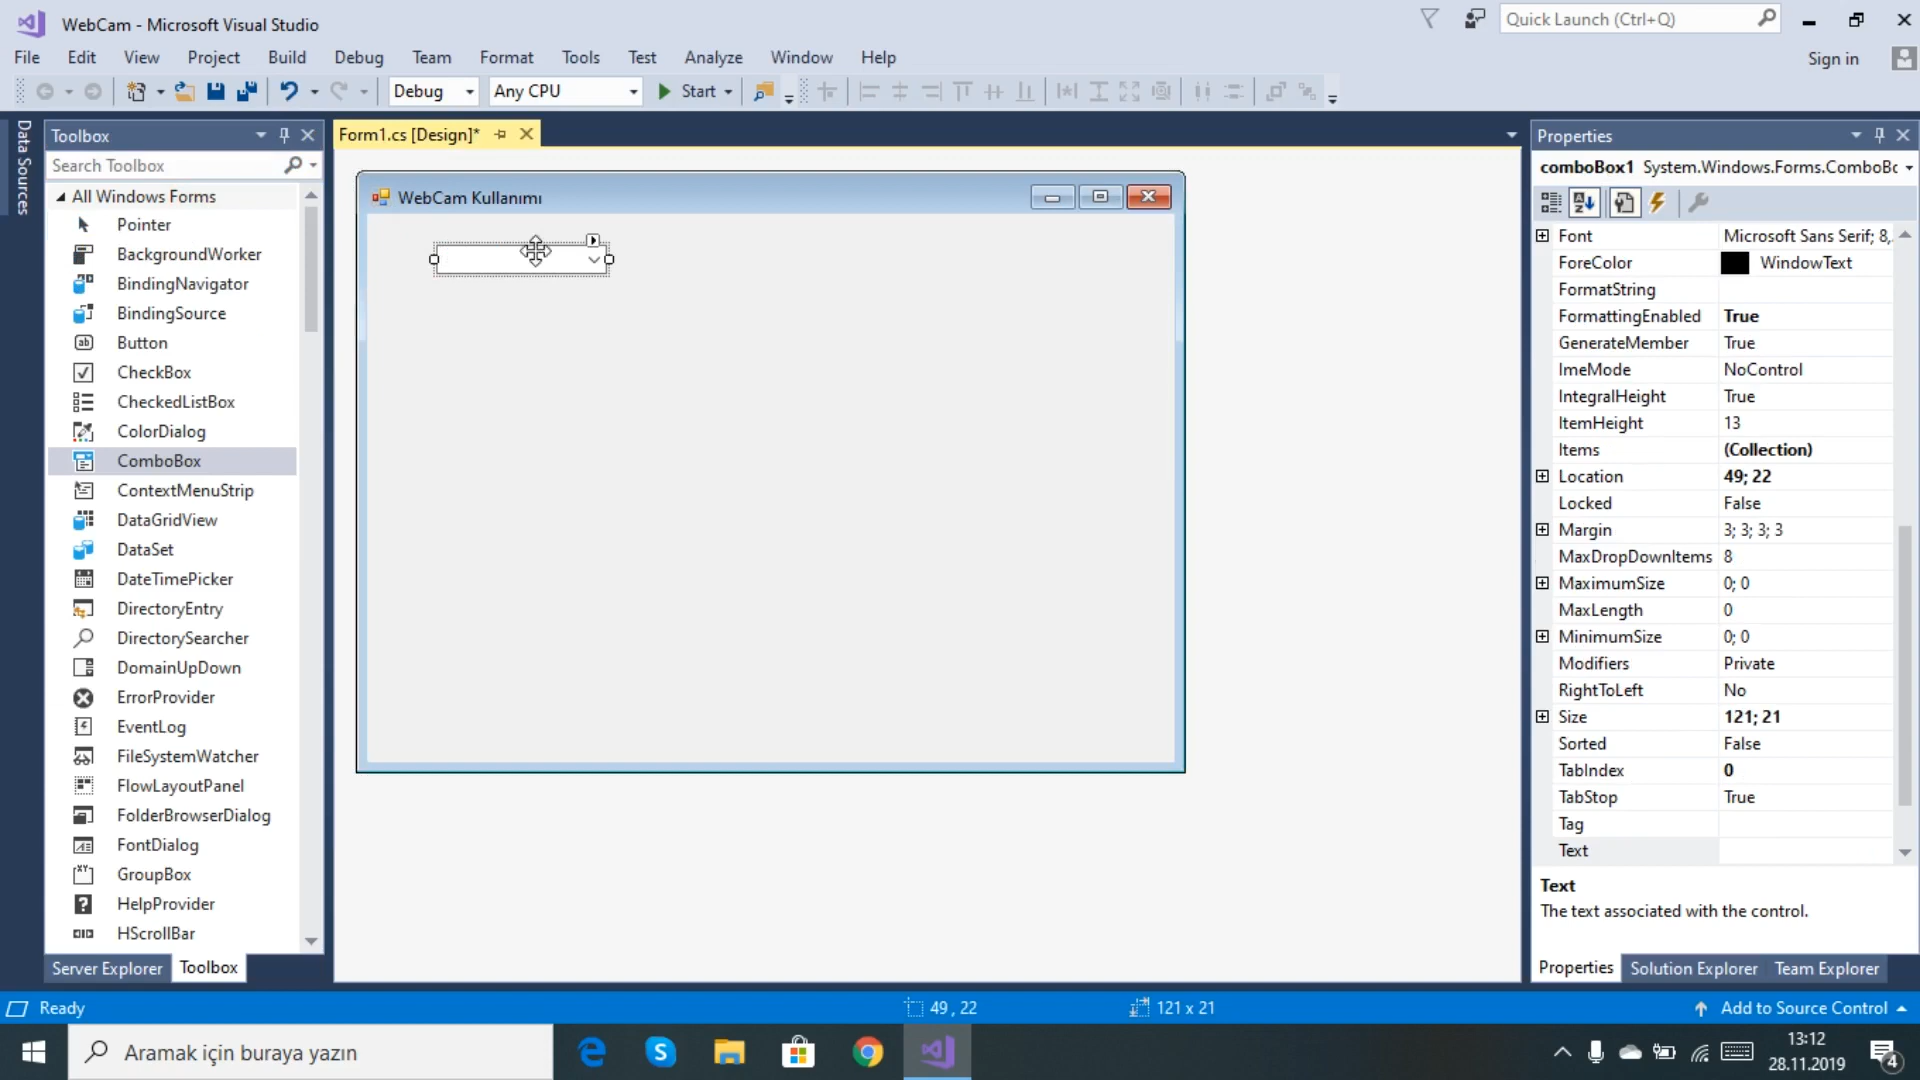 WebCam - Microsoft Visual Studio
Quick Launch (Ctrl+Q)
File Edit View Project Build Debug Team Format Tools Test Analyze Window Help
Sign in
Debug Any CPU Start
Data Sources
Toolbox
Search Toolbox
All Windows Forms
Pointer
BackgroundWorker
BindingNavigator
BindingSource
Button
CheckBox
CheckedListBox
ColorDialog
ComboBox
ContextMenuStrip
DataGridView
DataSet
DateTimePicker
DirectoryEntry
DirectorySearcher
DomainUpDown
ErrorProvider
EventLog
FileSystemWatcher
FlowLayoutPanel
FolderBrowserDialog
FontDialog
GroupBox
HelpProvider
HScrollBar
Server Explorer Toolbox
Form1.cs [Design]*
WebCam Kullanımı
Properties
comboBox1 System.Windows.Forms.ComboBo
Font Microsoft Sans Serif; 8,
ForeColor WindowText
FormatString
FormattingEnabled True
GenerateMember True
ImeMode NoControl
IntegralHeight True
ItemHeight 13
Items (Collection)
Location 49; 22
Locked False
Margin 3; 3; 3; 3
MaxDropDownItems 8
MaximumSize 0; 0
MaxLength 0
MinimumSize 0; 0
Modifiers Private
RightToLeft No
Size 121; 21
Sorted False
TabIndex 0
TabStop True
Tag
Text
Text
The text associated with the control.
Properties Solution Explorer Team Explorer
Ready 49 , 22 121 x 21 Add to Source Control
Aramak için buraya yazın
13:12
28.11.2019
4